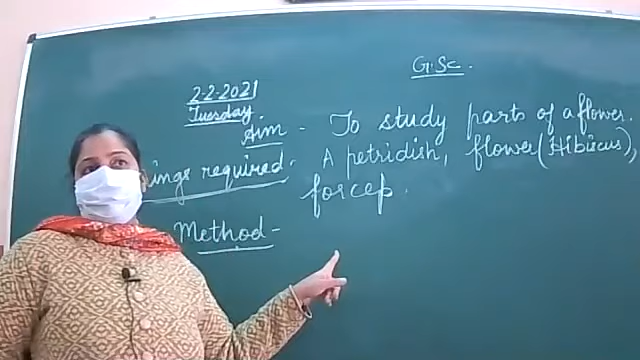 G.Sc.
2-2-2021
Tuesday
Aim - To study parts of a flower.
ings required. A petridish, flower (Hibiscus),
forcep.
Method-